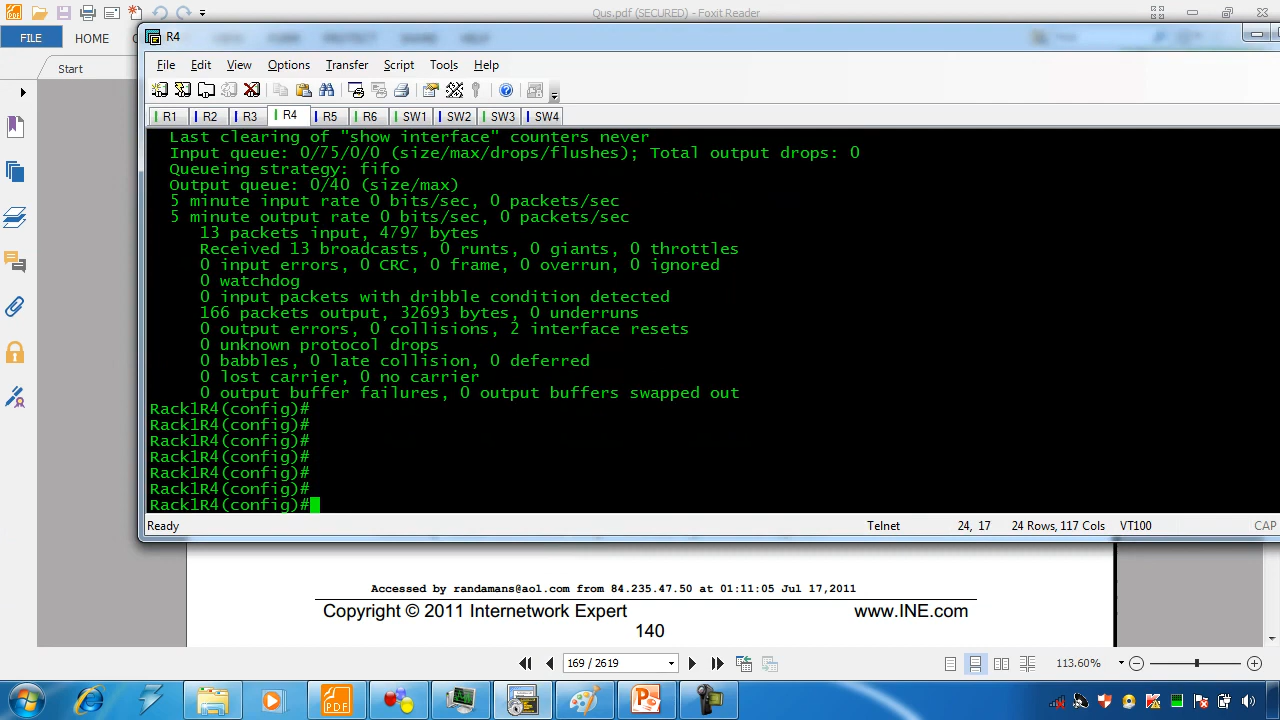 Qus.pdf (SECURED) - Foxit Reader
FILE
HOME
R4
Start
File Edit View Options Transfer Script Tools Help
R1 R2 R3 R4 R5 R6 SW1 SW2 SW3 SW4
Last clearing of "show interface" counters never
Input queue: 0/75/0/0 (size/max/drops/flushes); Total output drops: 0
Queueing strategy: fifo
Output queue: 0/40 (size/max)
5 minute input rate 0 bits/sec, 0 packets/sec
5 minute output rate 0 bits/sec, 0 packets/sec
13 packets input, 4797 bytes
Received 13 broadcasts, 0 runts, 0 giants, 0 throttles
0 input errors, 0 CRC, 0 frame, 0 overrun, 0 ignored
0 watchdog
0 input packets with dribble condition detected
166 packets output, 32693 bytes, 0 underruns
0 output errors, 0 collisions, 2 interface resets
0 unknown protocol drops
0 babbles, 0 late collision, 0 deferred
0 lost carrier, 0 no carrier
0 output buffer failures, 0 output buffers swapped out
Rack1R4(config)#
Rack1R4(config)#
Rack1R4(config)#
Rack1R4(config)#
Rack1R4(config)#
Rack1R4(config)#
Rack1R4(config)#
Ready Telnet 24, 17 24 Rows, 117 Cols VT100 CAP
Accessed by randamans@aol.com from 84.235.47.50 at 01:11:05 Jul 17,2011
Copyright © 2011 Internetwork Expert www.INE.com
140
169 / 2619 113.60%
PDF